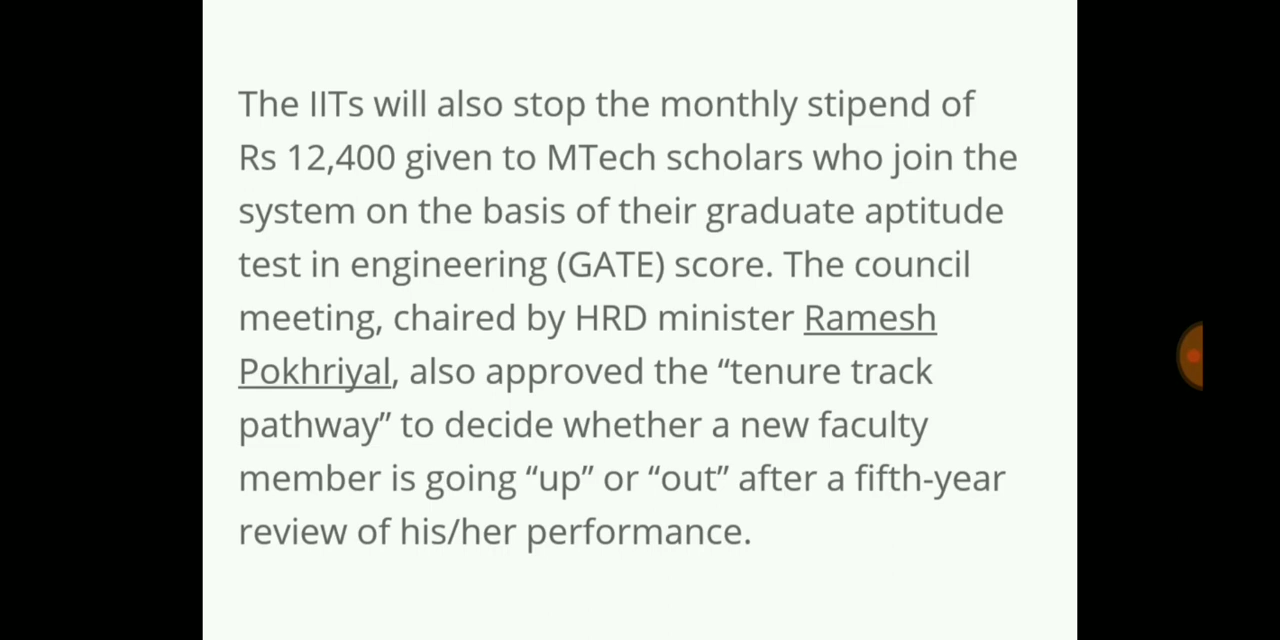 The IITs will also stop the monthly stipend of
Rs 12,400 given to MTech scholars who join the
system on the basis of their graduate aptitude
test in engineering (GATE) score. The council
meeting, chaired by HRD minister Ramesh
Pokhriyal, also approved the “tenure track
pathway” to decide whether a new faculty
member is going “up” or “out” after a fifth-year
review of his/her performance.